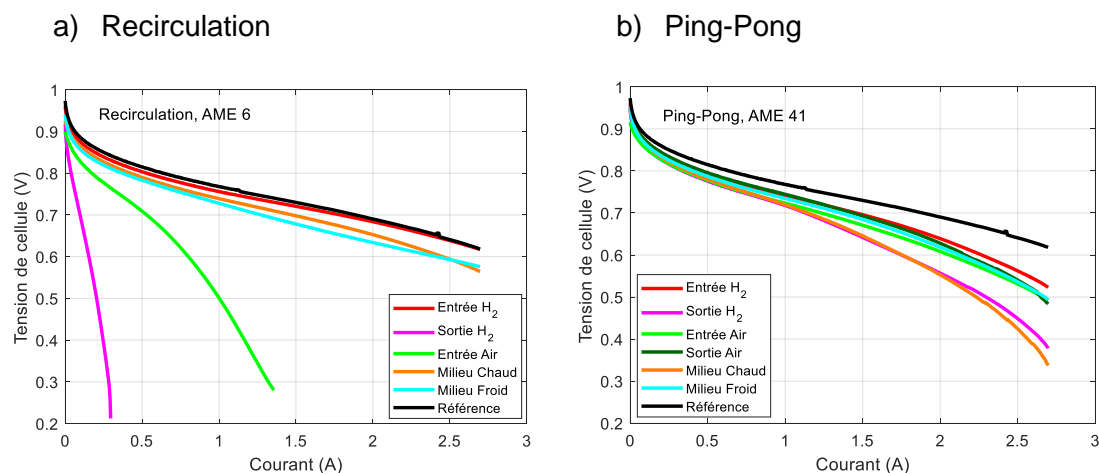 a) Recirculation
b) Ping-Pong
Recirculation, AME 6
Tension de cellule (V)
1
0.9
0.8
0.7
0.6
0.5
0.4
0.3
0.2
0
0.5
1
1.5
2
2.5
3
Courant (A)
Entrée H2
Sortie H2
Entrée Air
Milieu Chaud
Milieu Froid
Référence
Ping-Pong, AME 41
Tension de cellule (V)
1
0.9
0.8
0.7
0.6
0.5
0.4
0.3
0.2
0
0.5
1
1.5
2
2.5
3
Courant (A)
Entrée H2
Sortie H2
Entrée Air
Sortie Air
Milieu Chaud
Milieu Froid
Référence